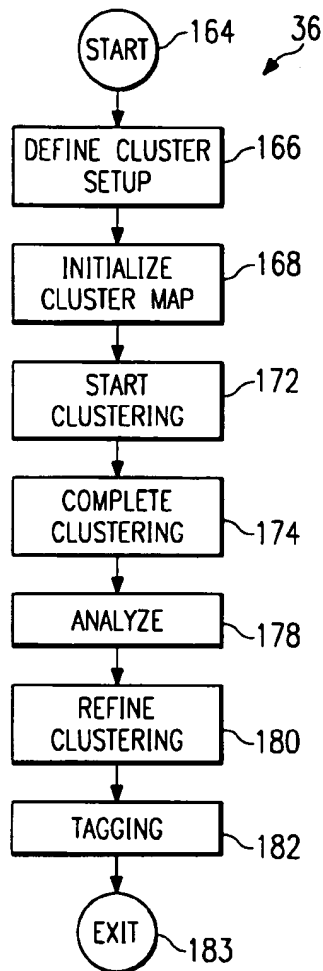 START
164
36
DEFINE CLUSTER
SETUP
166
INITIALIZE
CLUSTER MAP
168
START
CLUSTERING
172
COMPLETE
CLUSTERING
174
ANALYZE
178
REFINE
CLUSTERING
180
TAGGING
182
EXIT
183